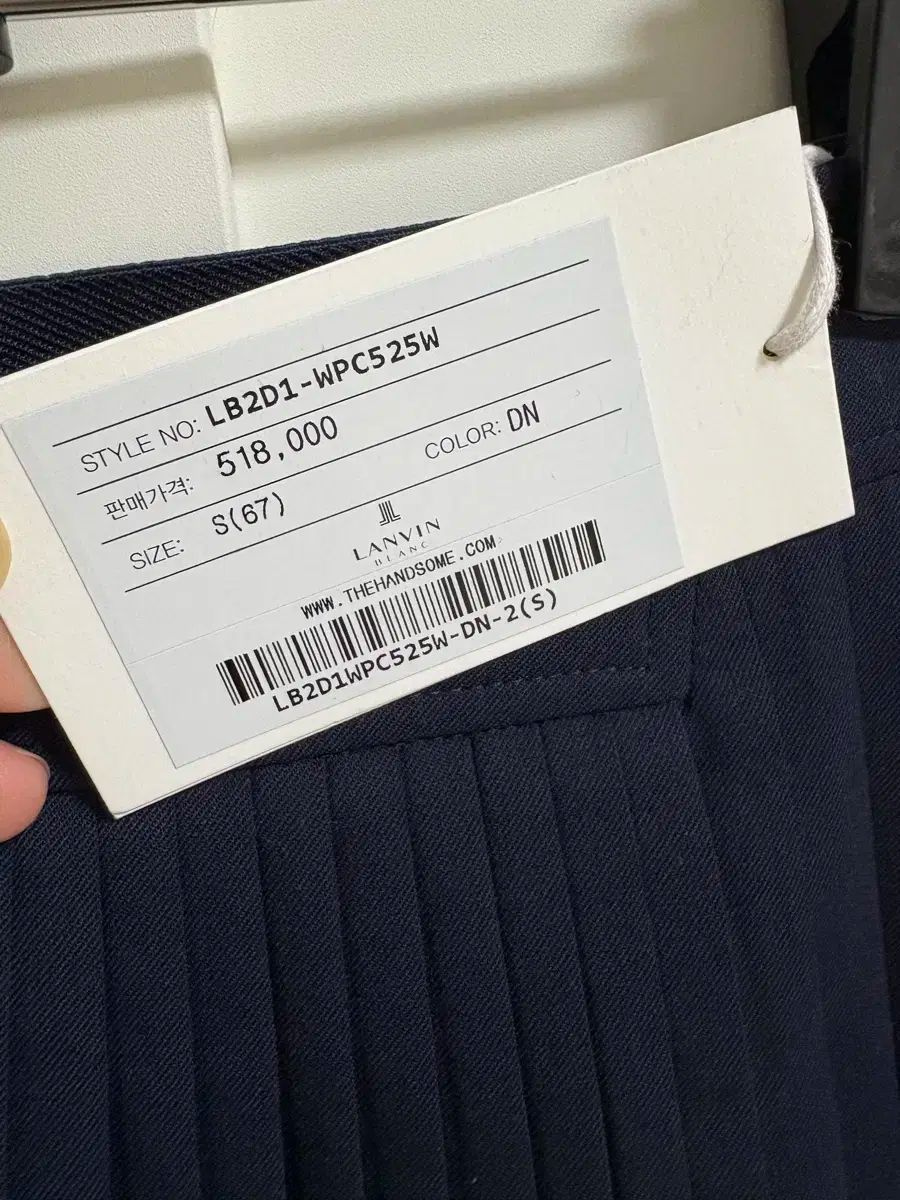 STYLE NO: LB2D1-WPC525W
판매가격: 518,000
SIZE: S(67) COLOR: DN
LANVIN
BLANC
WWW.THEHANDSOME.COM
LB2D1WPC525W-DN-2(S)